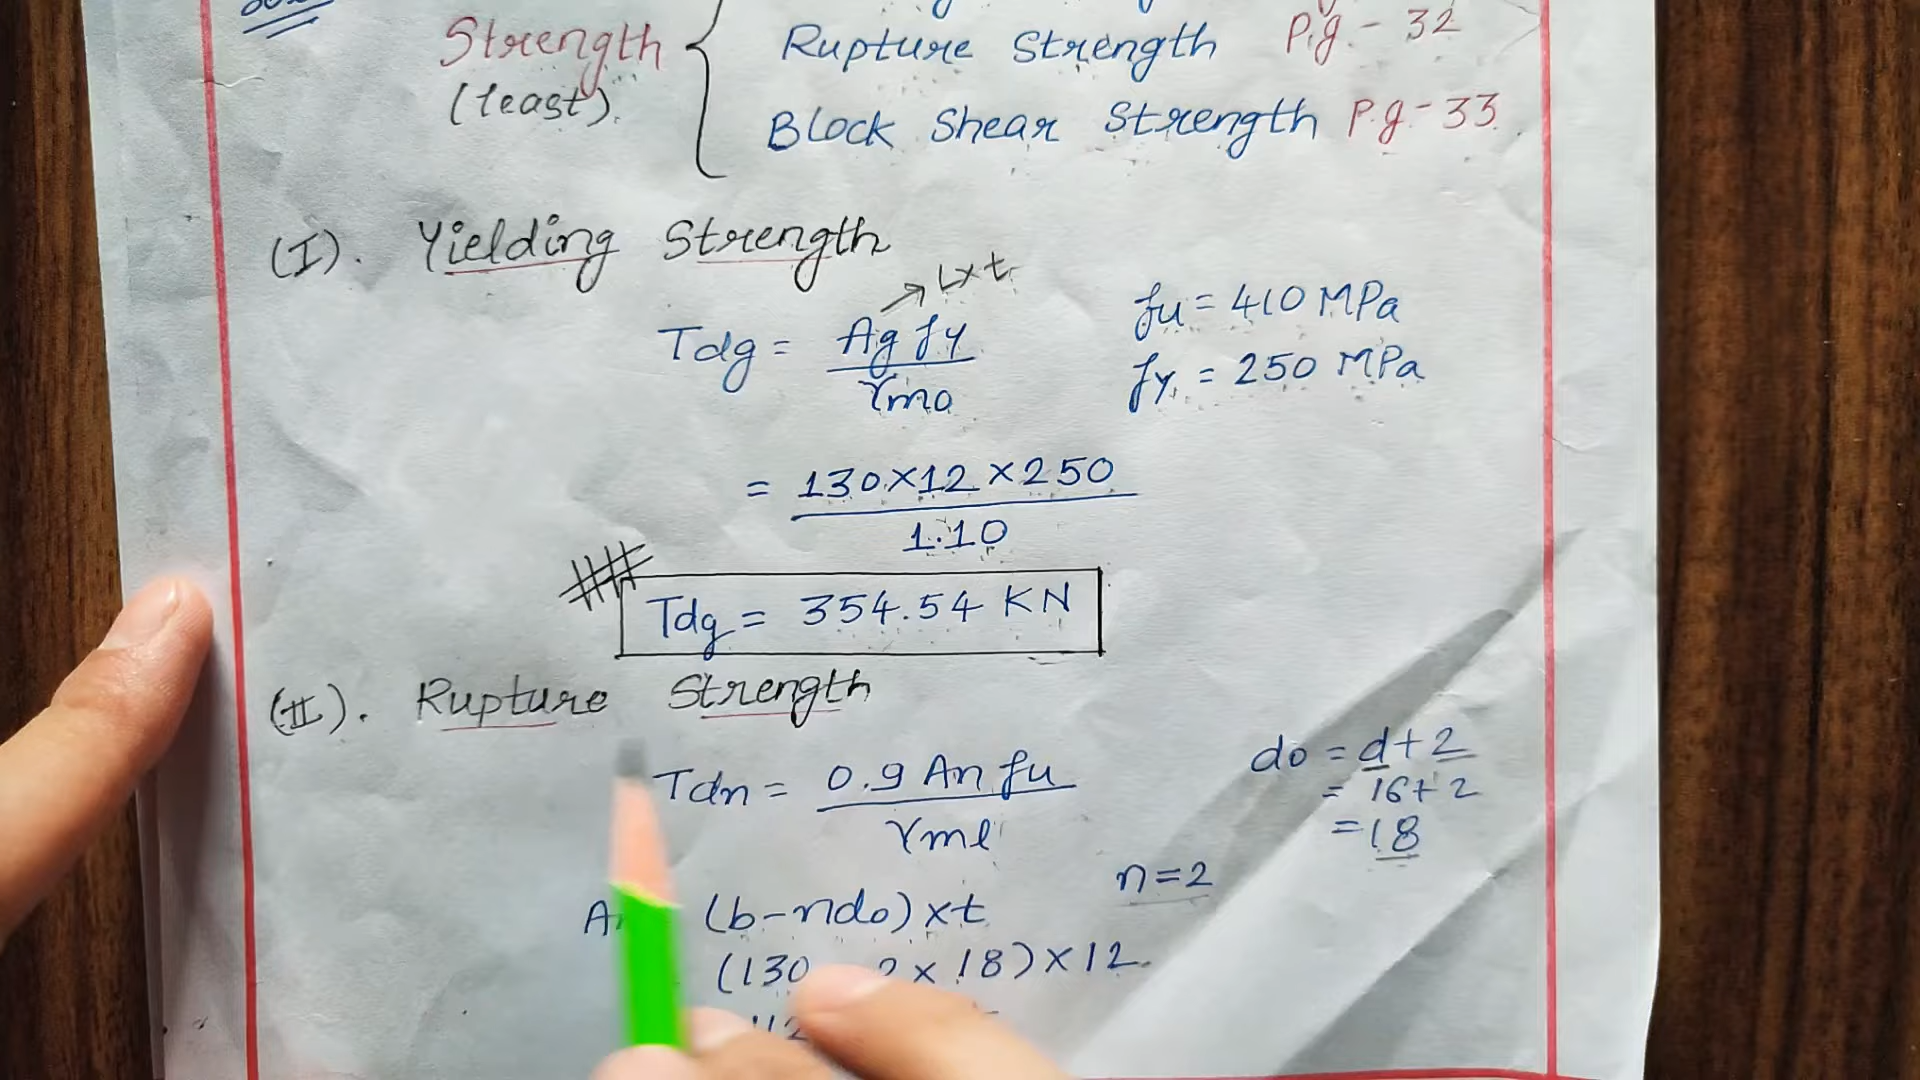 Strength
(least).
Rupture Strength P.g.- 32
Block Shear Strength P.g-33.
(I). Yielding Strength
L×t
Tdg = Ag fy / γmo
fu = 410 MPa
fy = 250 MPa
= 130×12×250 / 1.10
Tdg = 354.54 KN
(II). Rupture Strength
Tdn = 0.9 An fu / γml
do = d+2
= 16+2
= 18
n=2
(b-ndo)×t
(130 2×18)×12.